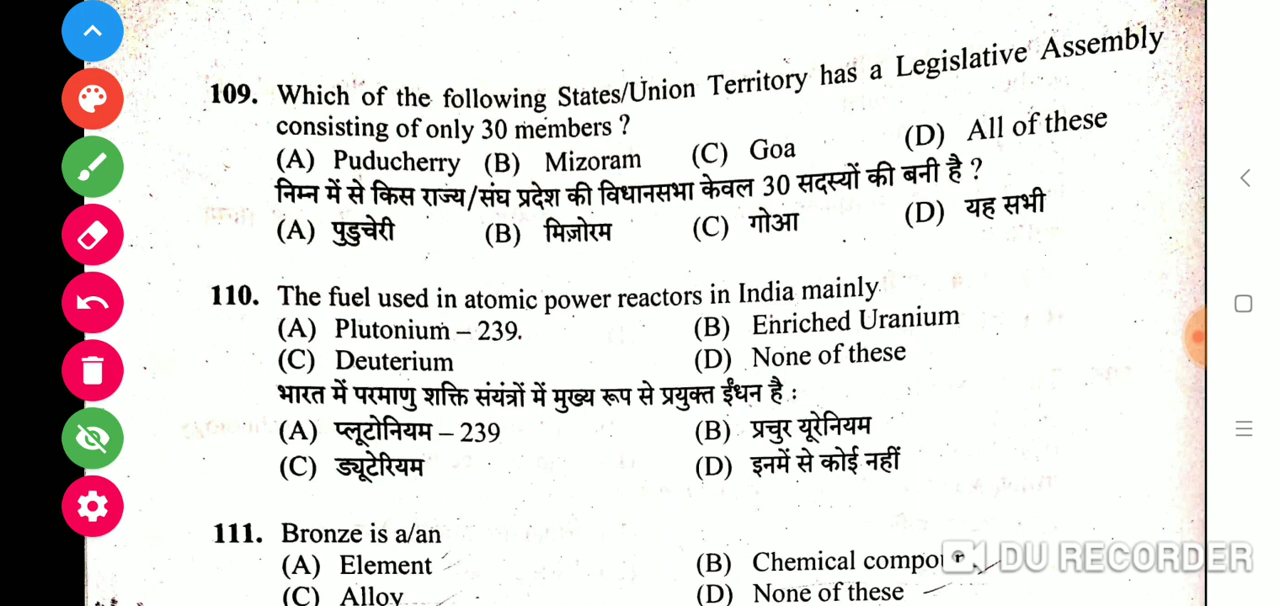 109. Which of the following States/Union Territory has a Legislative Assembly
consisting of only 30 members ?
(A) Puducherry (B) Mizoram (C) Goa (D) All of these
निम्न में से किस राज्य/संघ प्रदेश की विधानसभा केवल 30 सदस्यों की बनी है ?
(A) पुडुचेरी (B) मिज़ोरम (C) गोआ (D) यह सभी
110. The fuel used in atomic power reactors in India mainly
(A) Plutonium – 239. (B) Enriched Uranium
(C) Deuterium (D) None of these
भारत में परमाणु शक्ति संयंत्रों में मुख्य रूप से प्रयुक्त ईंधन है :
(A) प्लूटोनियम – 239 (B) प्रचुर यूरेनियम
(C) ड्यूटेरियम (D) इनमें से कोई नहीं
111. Bronze is a/an
(A) Element (B) Chemical
DU RECORDER
(C) Alloy (D) None of these